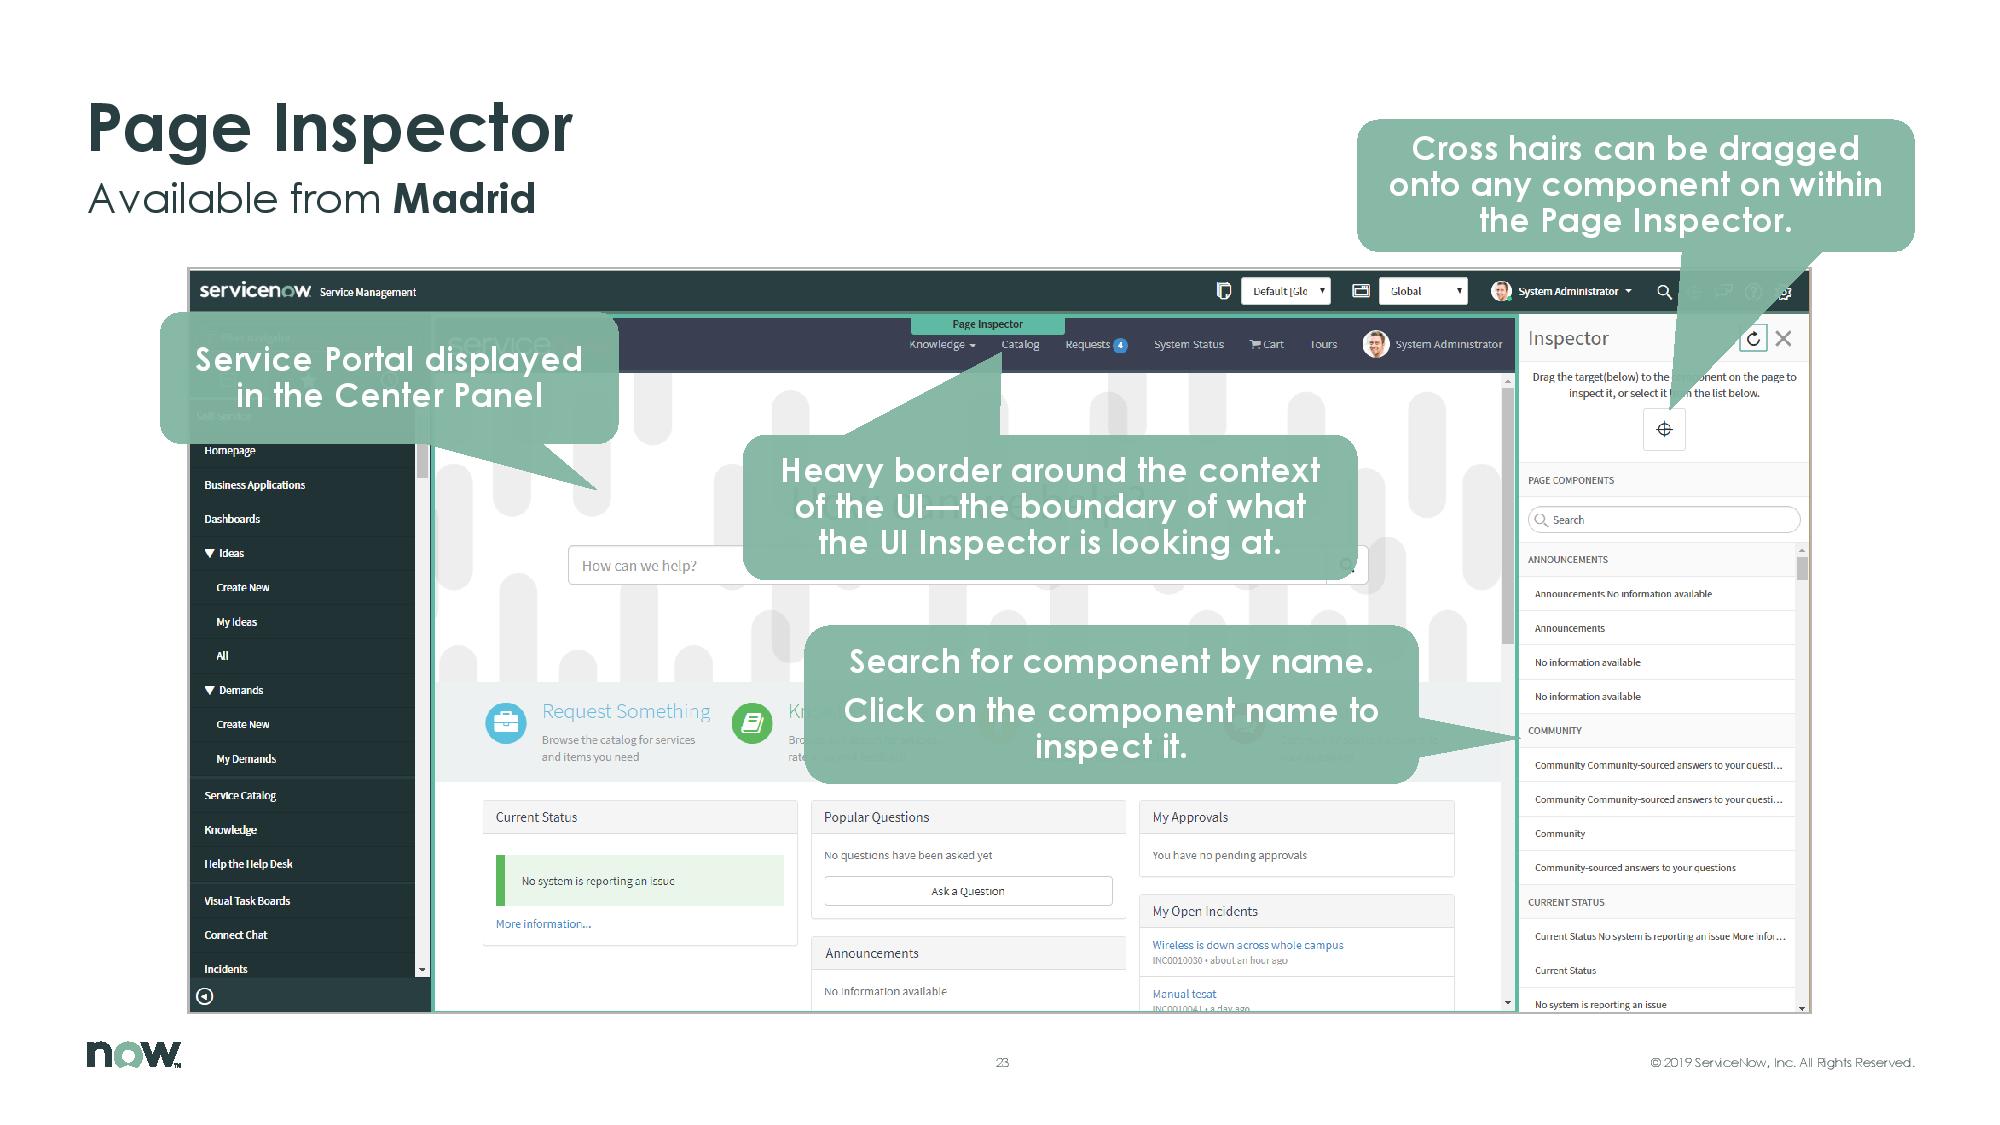 Page Inspector
Available from Madrid
Cross hairs can be dragged
onto any component on within
the Page Inspector.
servicenow Service Management
Default [Glo
Global
System Administrator
Service Portal displayed
in the Center Panel
Self-Service
Homepage
Business Applications
Dashboards
Ideas
Create New
My Ideas
All
Demands
Create New
My Demands
Service Catalog
Knowledge
Help the Help Desk
Visual Task Boards
Connect Chat
Incidents
Page Inspector
Knowledge
Catalog
Requests 4
System Status
Cart
Tours
System Administrator
Heavy border around the context
of the UI—the boundary of what
the UI Inspector is looking at.
How can we help?
Search for component by name.
Click on the component name to
inspect it.
Request Something
Browse the catalog for services
and items you need
Current Status
No system is reporting an issue
More information...
Popular Questions
No questions have been asked yet
Ask a Question
Announcements
No information available
My Approvals
You have no pending approvals
My Open Incidents
Wireless is down across whole campus
INC0010030 • about an hour ago
Manual tesat
INC0010041 • a day ago
Inspector
Drag the target(below) to the component on the page to
inspect it, or select it from the list below.
PAGE COMPONENTS
Search
ANNOUNCEMENTS
Announcements No information available
Announcements
No information available
No information available
COMMUNITY
Community Community-sourced answers to your questi...
Community Community-sourced answers to your questi...
Community
Community-sourced answers to your questions
CURRENT STATUS
Current Status No system is reporting an issue More infor...
Current Status
No system is reporting an issue
now
23
© 2019 ServiceNow, Inc. All Rights Reserved.